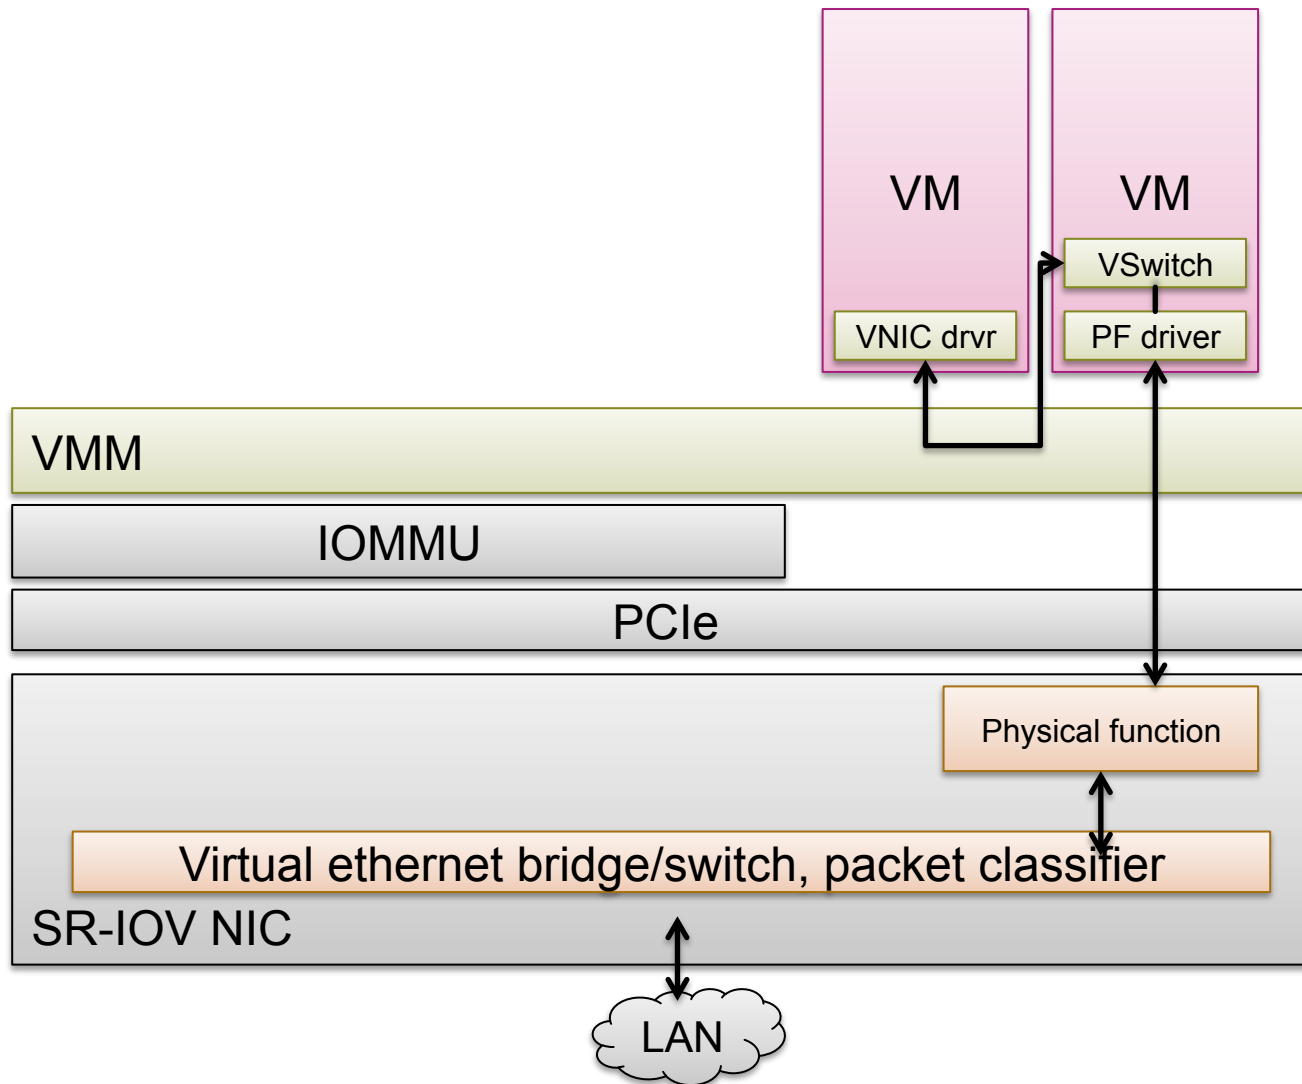 VM
VM
VSwitch
VNIC drvr
PF driver
VMM
IOMMU
PCIe
Physical function
Virtual ethernet bridge/switch, packet classifier
SR-IOV NIC
LAN